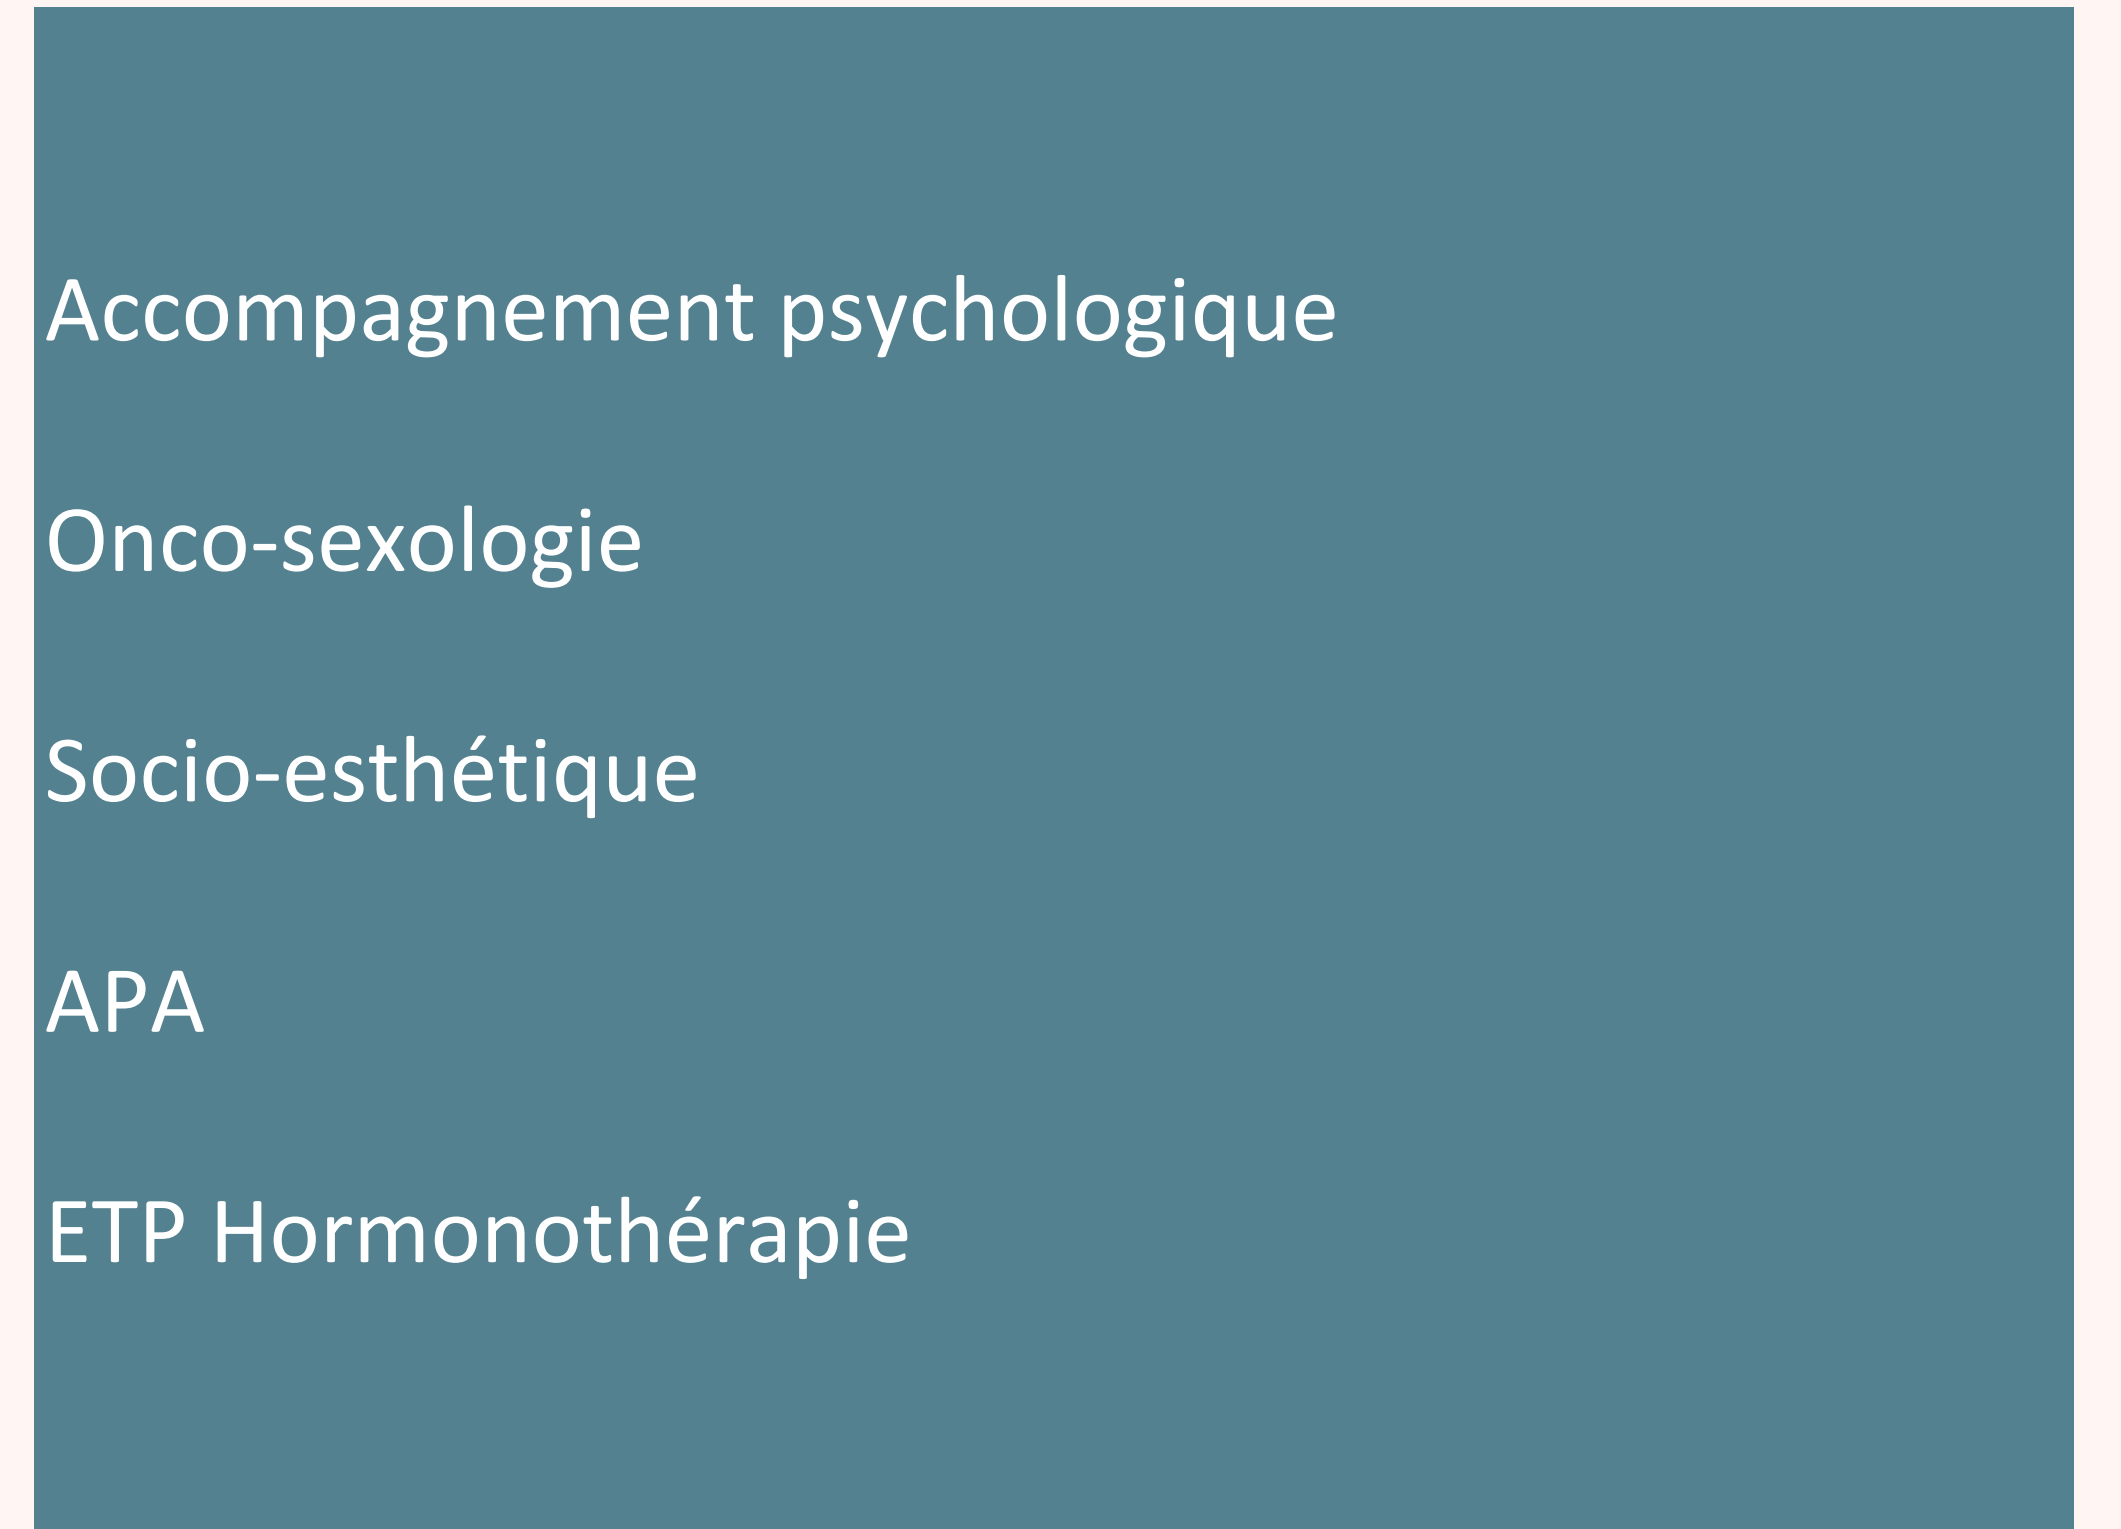 Accompagnement psychologique
Onco-sexologie
Socio-esthétique
APA
ETP Hormonothérapie